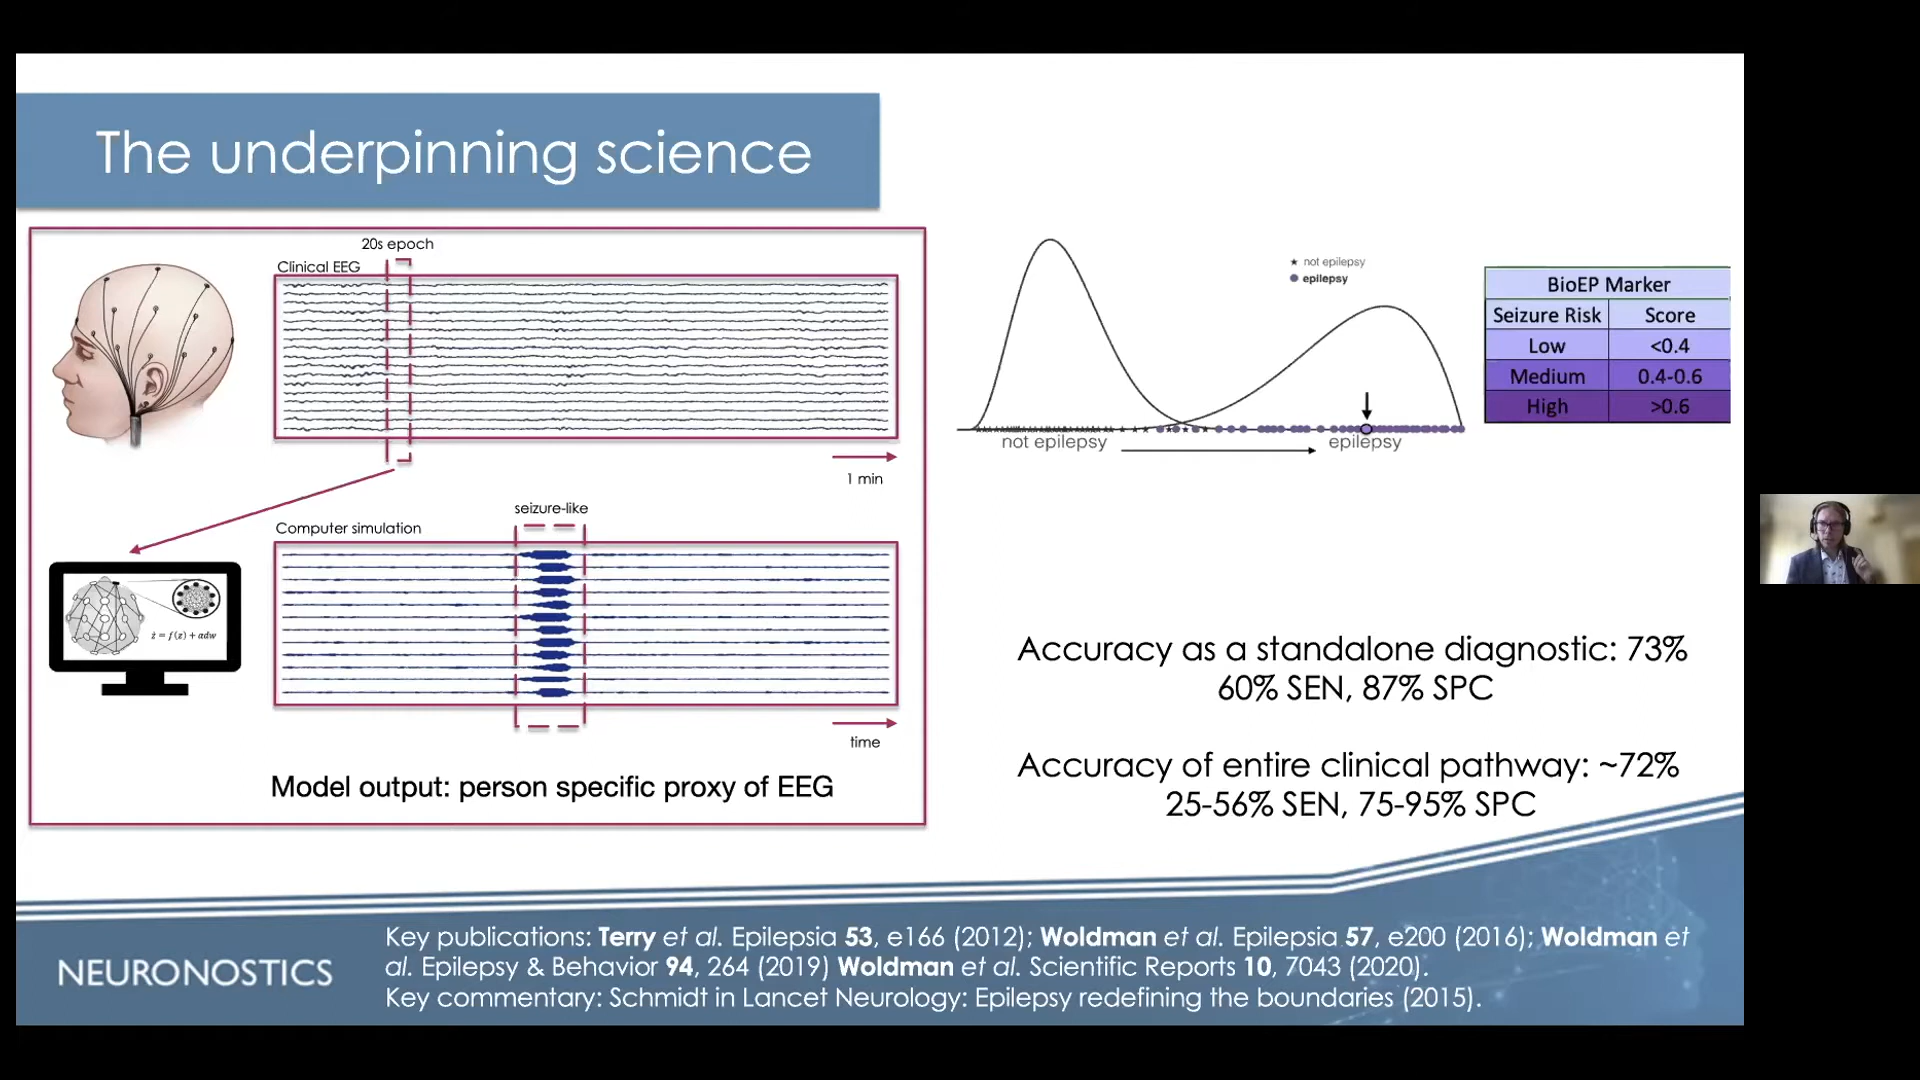 The underpinning science
20s epoch
Clinical EEG
1 min
seizure-like
Computer simulation
ż = f(z) + αdw
time
Model output: person specific proxy of EEG
★ not epilepsy
epilepsy
not epilepsy
epilepsy
BioEP Marker
Seizure Risk Score
Low <0.4
Medium 0.4-0.6
High >0.6
Accuracy as a standalone diagnostic: 73%
60% SEN, 87% SPC
Accuracy of entire clinical pathway: ~72%
25-56% SEN, 75-95% SPC
NEURONOSTICS
Key publications: Terry et al. Epilepsia 53, e166 (2012); Woldman et al. Epilepsia 57, e200 (2016); Woldman et
al. Epilepsy & Behavior 94, 264 (2019) Woldman et al. Scientific Reports 10, 7043 (2020).
Key commentary: Schmidt in Lancet Neurology: Epilepsy redefining the boundaries (2015).